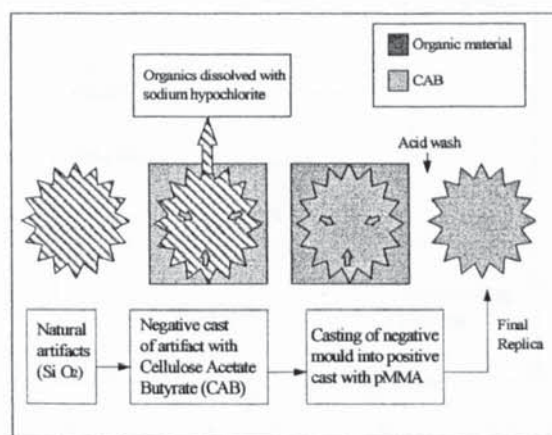 Organic material
CAB
Organics dissolved with
sodium hypochlorite
Acid wash
Natural
artifacts
(Si O₂)
Negative cast
of artifact with
Cellulose Acetate
Butyrate (CAB)
Casting of negative
mould into positive
cast with pMMA
Final
Replica